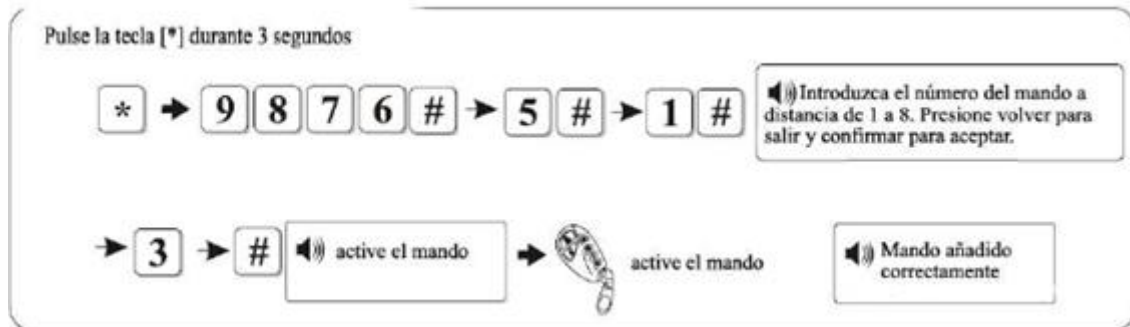 Pulse la tecla [*] durante 3 segundos
* 9 8 7 6 # 5 # 1 #
Introduzca el número del mando a
distancia de 1 a 8. Presione volver para
salir y confirmar para aceptar.
3 # active el mando
active el mando
Mando añadido
correctamente